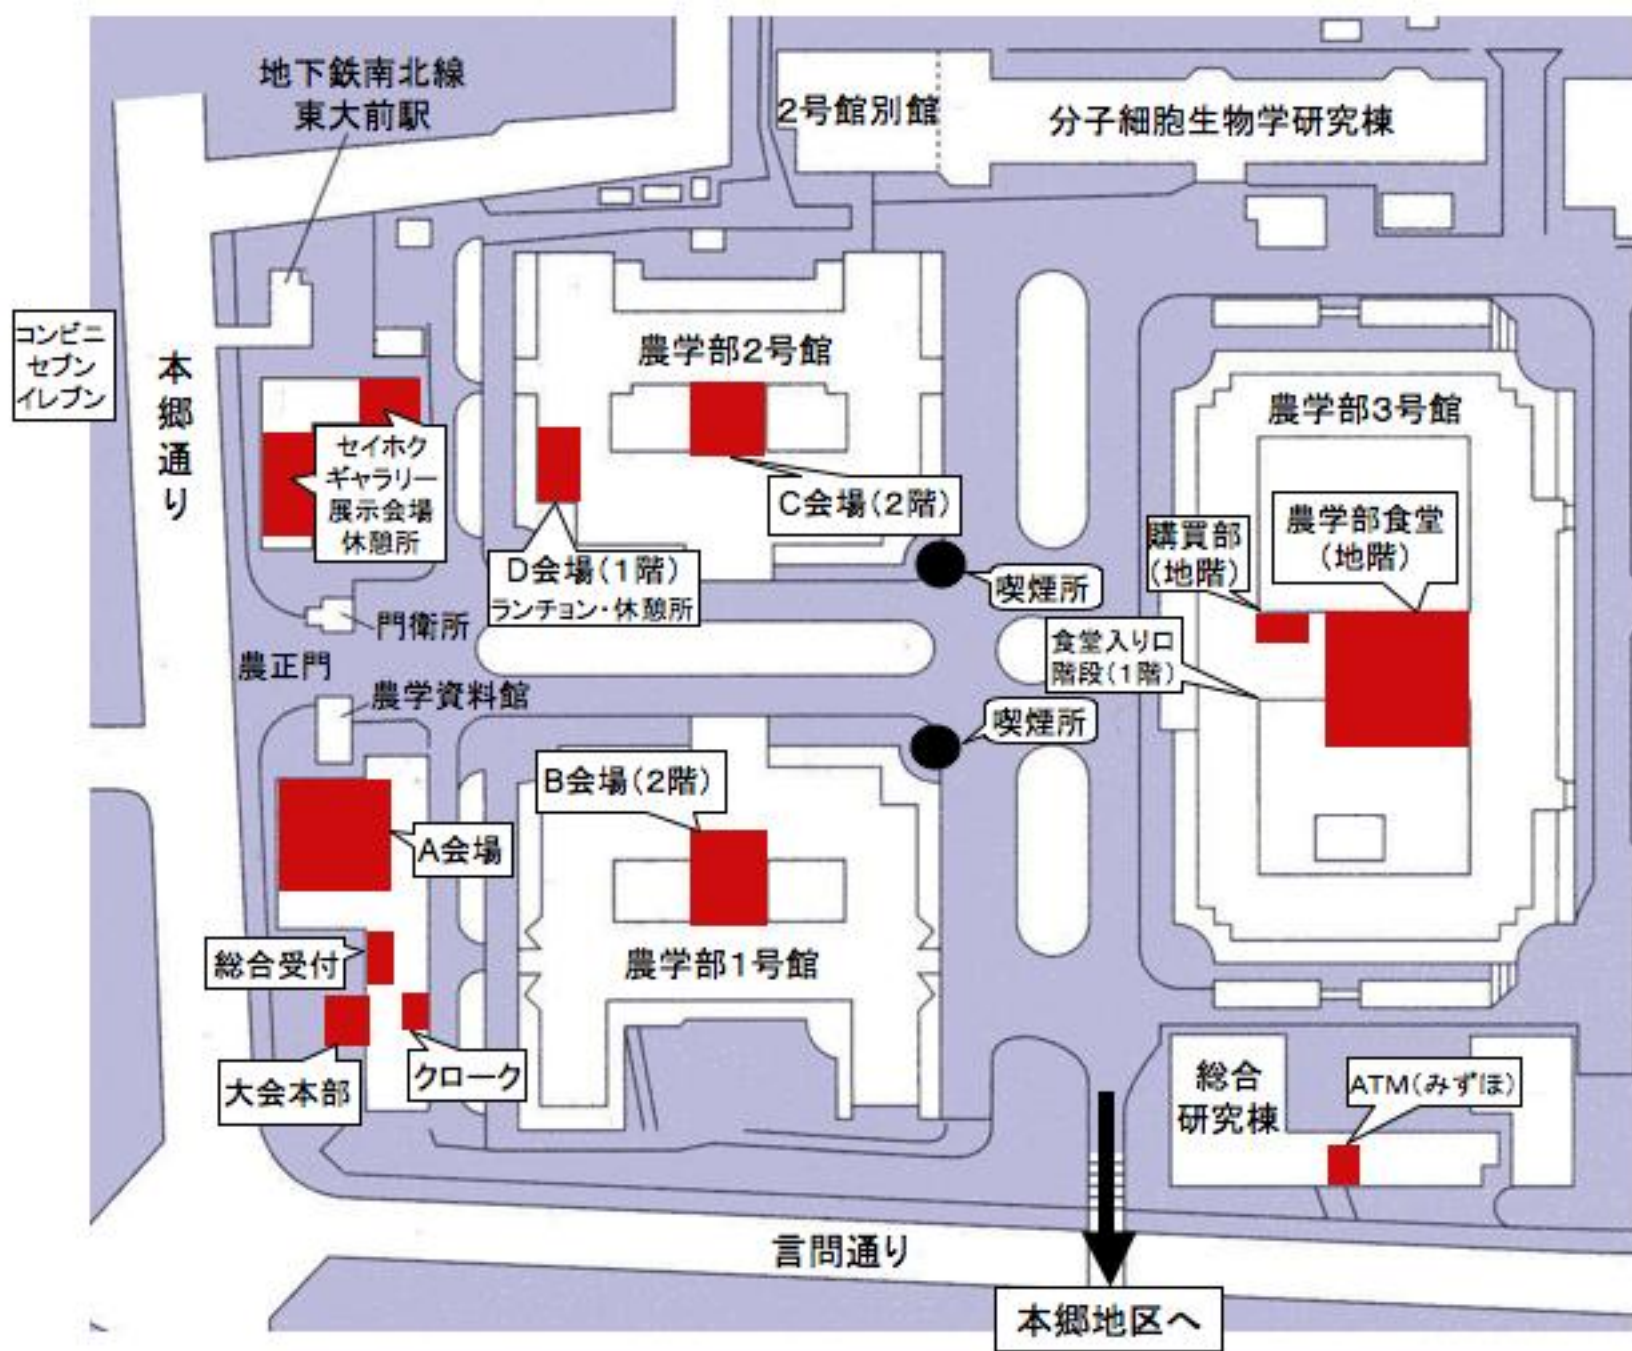 地下鉄南北線
東大前駅
2号館別館
分子細胞生物学研究棟
コンビニ
セブン
イレブン
本郷通り
農学部2号館
農学部3号館
セイホク
ギャラリー
展示会場
休憩所
C会場(2階)
D会場(1階)
ランチョン・休憩所
喫煙所
購買部
(地階)
農学部食堂
(地階)
門衛所
食堂入り口
階段(1階)
農正門
農学資料館
喫煙所
B会場(2階)
A会場
総合受付
農学部1号館
大会本部
クローク
総合
研究棟
ATM(みずほ)
言問通り
本郷地区へ